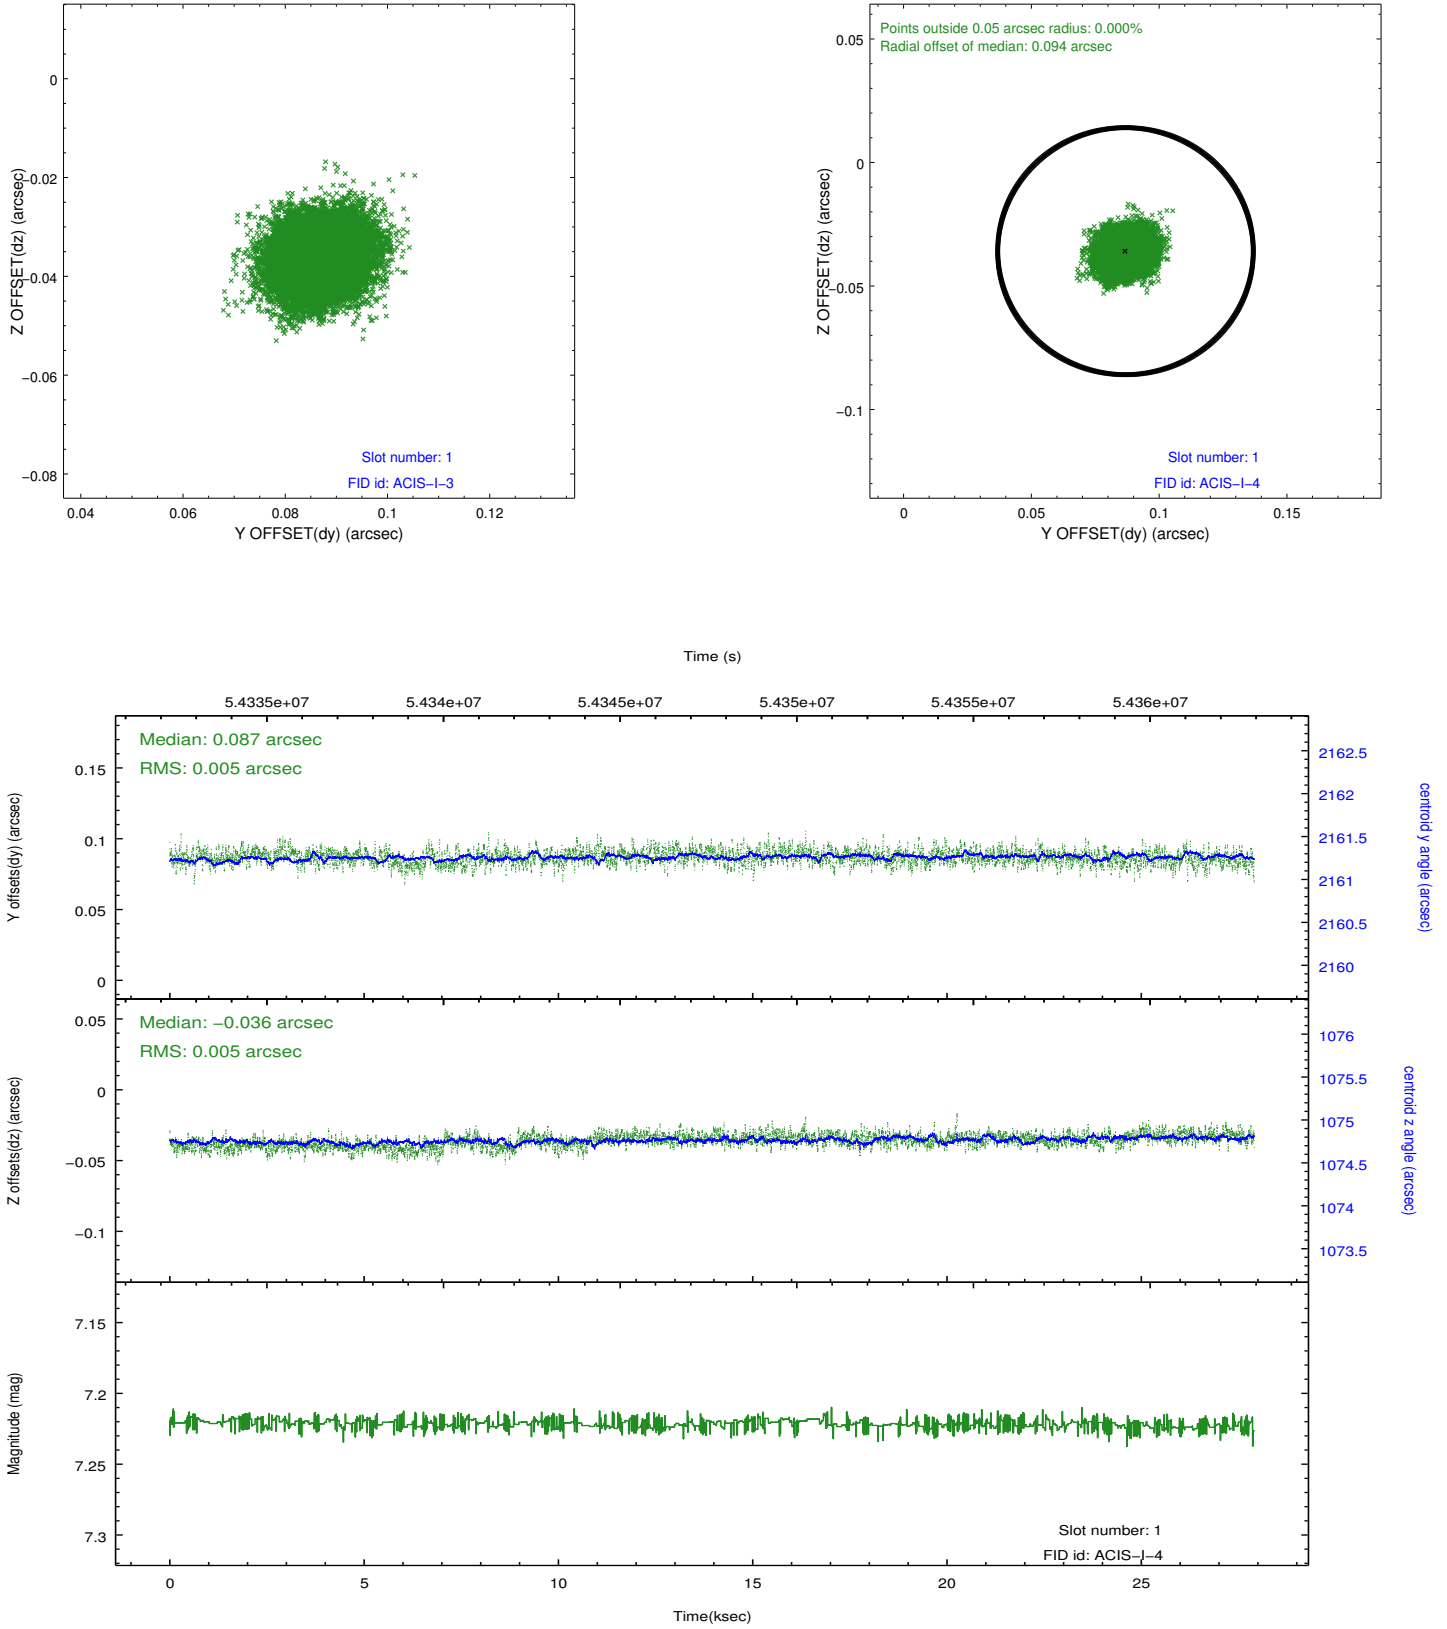 0
−0.02
−0.04
−0.06
−0.08
Z OFFSET(dz) (arcsec)
Slot number: 1
FID id: ACIS−I−3
0.04
0.06
0.08
0.1
0.12
Y OFFSET(dy) (arcsec)
Points outside 0.05 arcsec radius: 0.000%
Radial offset of median: 0.094 arcsec
0.05
0
−0.05
−0.1
Z OFFSET(dz) (arcsec)
Slot number: 1
FID id: ACIS−I−4
0
0.05
0.1
0.15
Y OFFSET(dy) (arcsec)
Time (s)
5.4335e+07
5.434e+07
5.4345e+07
5.435e+07
5.4355e+07
5.436e+07
Median: 0.087 arcsec
RMS: 0.005 arcsec
0.15
0.1
0.05
0
Y offsets(dy) (arcsec)
2162.5
2162
2161.5
2161
2160.5
2160
centroid y angle (arcsec)
Median: −0.036 arcsec
RMS: 0.005 arcsec
0.05
0
−0.05
−0.1
Z offsets(dz) (arcsec)
1076
1075.5
1075
1074.5
1074
1073.5
centroid z angle (arcsec)
7.15
7.2
7.25
7.3
Magnitude (mag)
Slot number: 1
FID id: ACIS−I−4
0
5
10
15
20
25
Time(ksec)